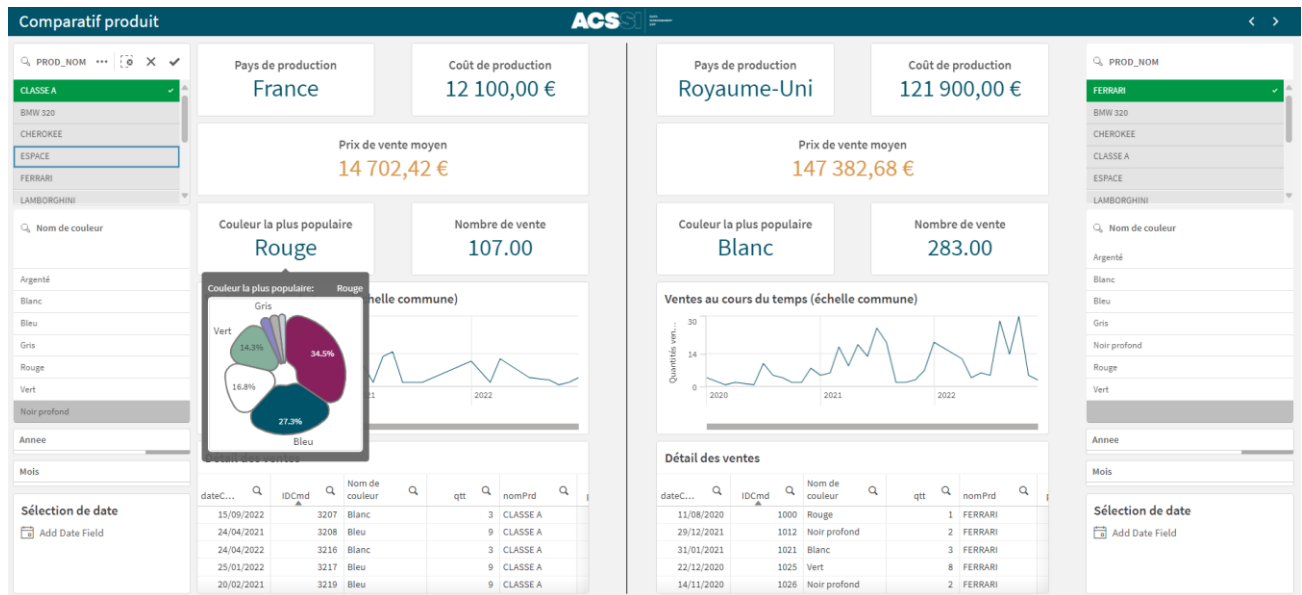 Comparatif produit
ACSSI
PROD_NOM
CLASSE A
BMW 320
CHEROKEE
ESPACE
FERRARI
LAMBORGHINI
Nom de couleur
Argenté
Blanc
Bleu
Gris
Rouge
Vert
Noir profond
Annee
Mois
Sélection de date
Add Date Field
Pays de production
France
Coût de production
12 100,00 €
Prix de vente moyen
14 702,42 €
Couleur la plus populaire
Rouge
Nombre de vente
107.00
Couleur la plus populaire: Rouge
Gris
Vert
14.3%
34.5%
16.8%
27.3%
Bleu
helle commune)
2022
Détail des ventes
dateC... IDCmd Nom de couleur qtt nomPrd
15/09/2022 3207 Blanc 3 CLASSE A
24/04/2021 3208 Bleu 9 CLASSE A
24/04/2022 3216 Blanc 3 CLASSE A
25/01/2022 3217 Bleu 9 CLASSE A
20/02/2021 3219 Bleu 9 CLASSE A
Pays de production
Royaume-Uni
Coût de production
121 900,00 €
Prix de vente moyen
147 382,68 €
Couleur la plus populaire
Blanc
Nombre de vente
283.00
Ventes au cours du temps (échelle commune)
Quantités ven...
30
14
0
2020 2021 2022
Détail des ventes
dateC... IDCmd Nom de couleur qtt nomPrd
11/08/2020 1000 Rouge 1 FERRARI
29/12/2021 1012 Noir profond 2 FERRARI
31/01/2021 1021 Blanc 3 FERRARI
22/12/2020 1025 Vert 8 FERRARI
14/11/2020 1026 Noir profond 2 FERRARI
PROD_NOM
FERRARI
BMW 320
CHEROKEE
CLASSE A
ESPACE
LAMBORGHINI
Nom de couleur
Argenté
Blanc
Bleu
Gris
Noir profond
Rouge
Vert
Annee
Mois
Sélection de date
Add Date Field